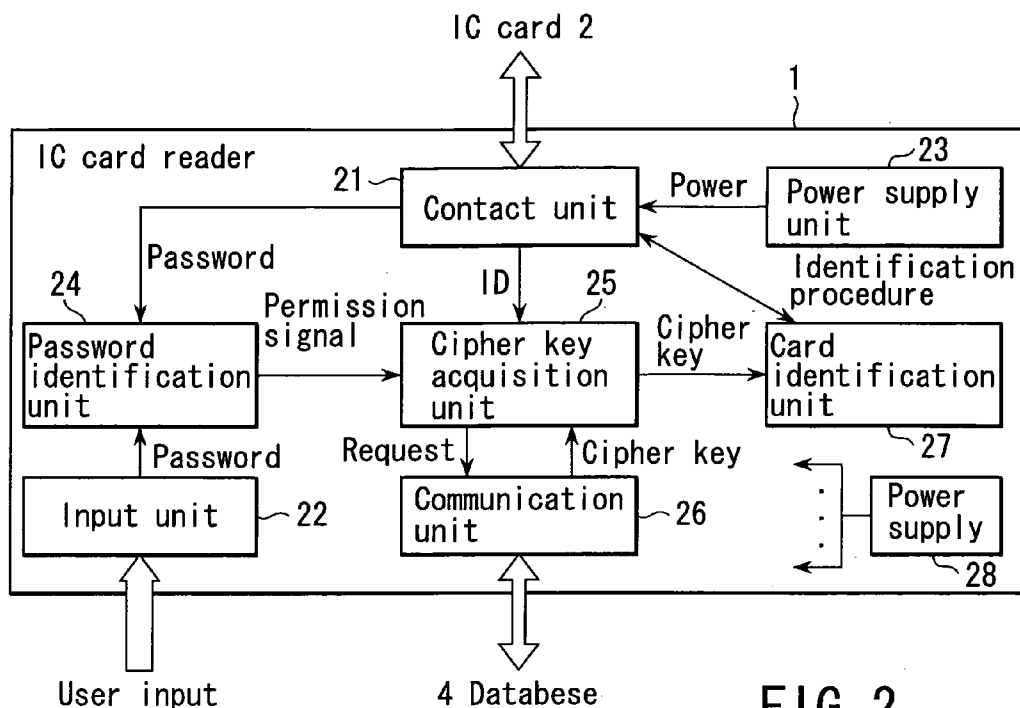 IC card 2
1
IC card reader
21
Contact unit
Power
23
Power supply
unit
Password
ID
Identification
procedure
24
Permission
signal
25
Cipher
key
Password
identification
unit
Cipher key
acquisition
unit
Card
identification
unit
27
Password
Request
Cipher key
Input unit
22
Communication
unit
26
Power
supply
28
User input
4 Databese
FIG 2